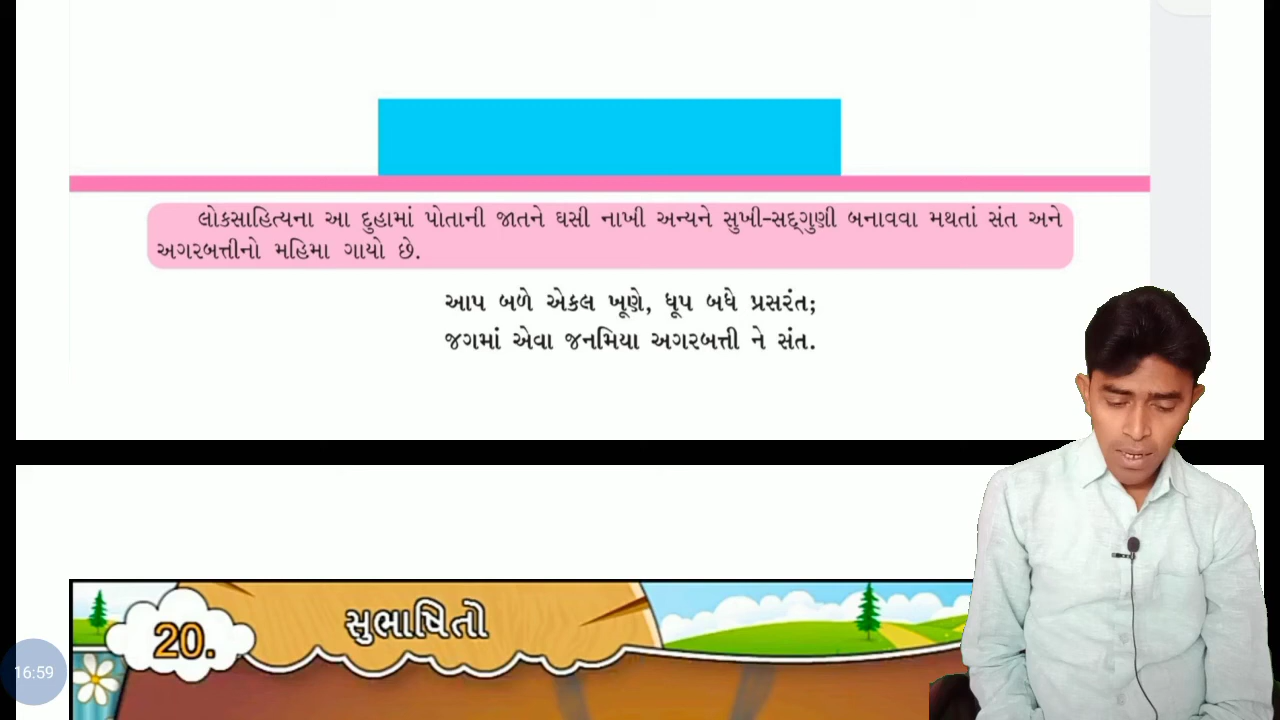 લોકસાહિત્યના આ દુહામાં પોતાની જાતને ઘસી નાખી અન્યને સુખી-સદ્ગુણી બનાવવા મથતાં સંત અને
અગરબત્તીનો મહિમા ગાયો છે.
આપ બળે એકલ ખૂણે, ધૂપ બધે પ્રસરંત;
જગમાં એવા જનમિયા અગરબત્તી ને સંત.
20.
સુભાષિતો
16:59